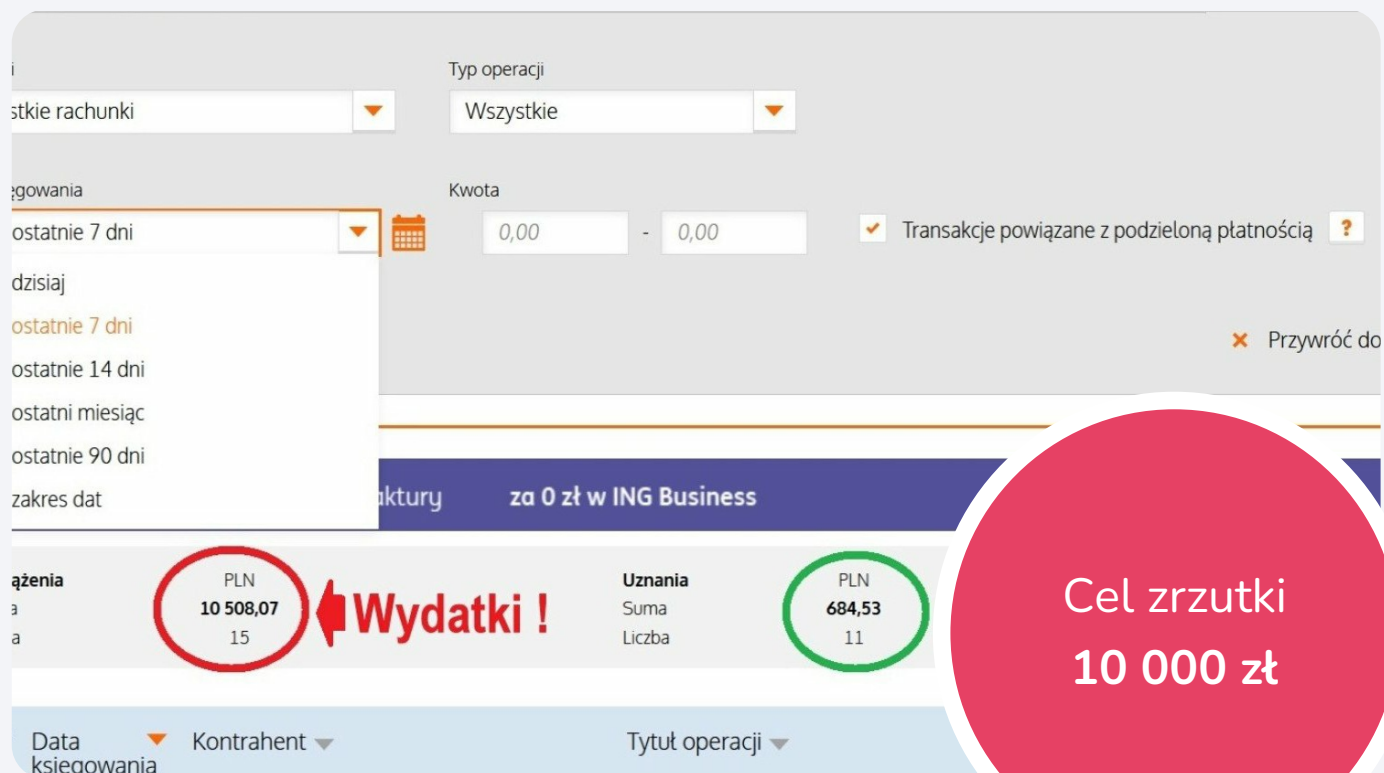 i
Typ operacji
stkie rachunki
Wszystkie
ęgowania
Kwota
ostatnie 7 dni
0,00 - 0,00
Transakcje powiązane z podzieloną płatnością ?
dzisiaj
ostatnie 7 dni
ostatnie 14 dni
Przywróć do
ostatni miesiąc
ostatnie 90 dni
zakres dat
aktury za 0 zł w ING Business
ążenia
PLN
Uznania
PLN
a
10 508,07
Wydatki !
Suma
684,53
a
15
Liczba
11
Cel zrzutki
10 000 zł
Data
księgowania
Kontrahent
Tytuł operacji